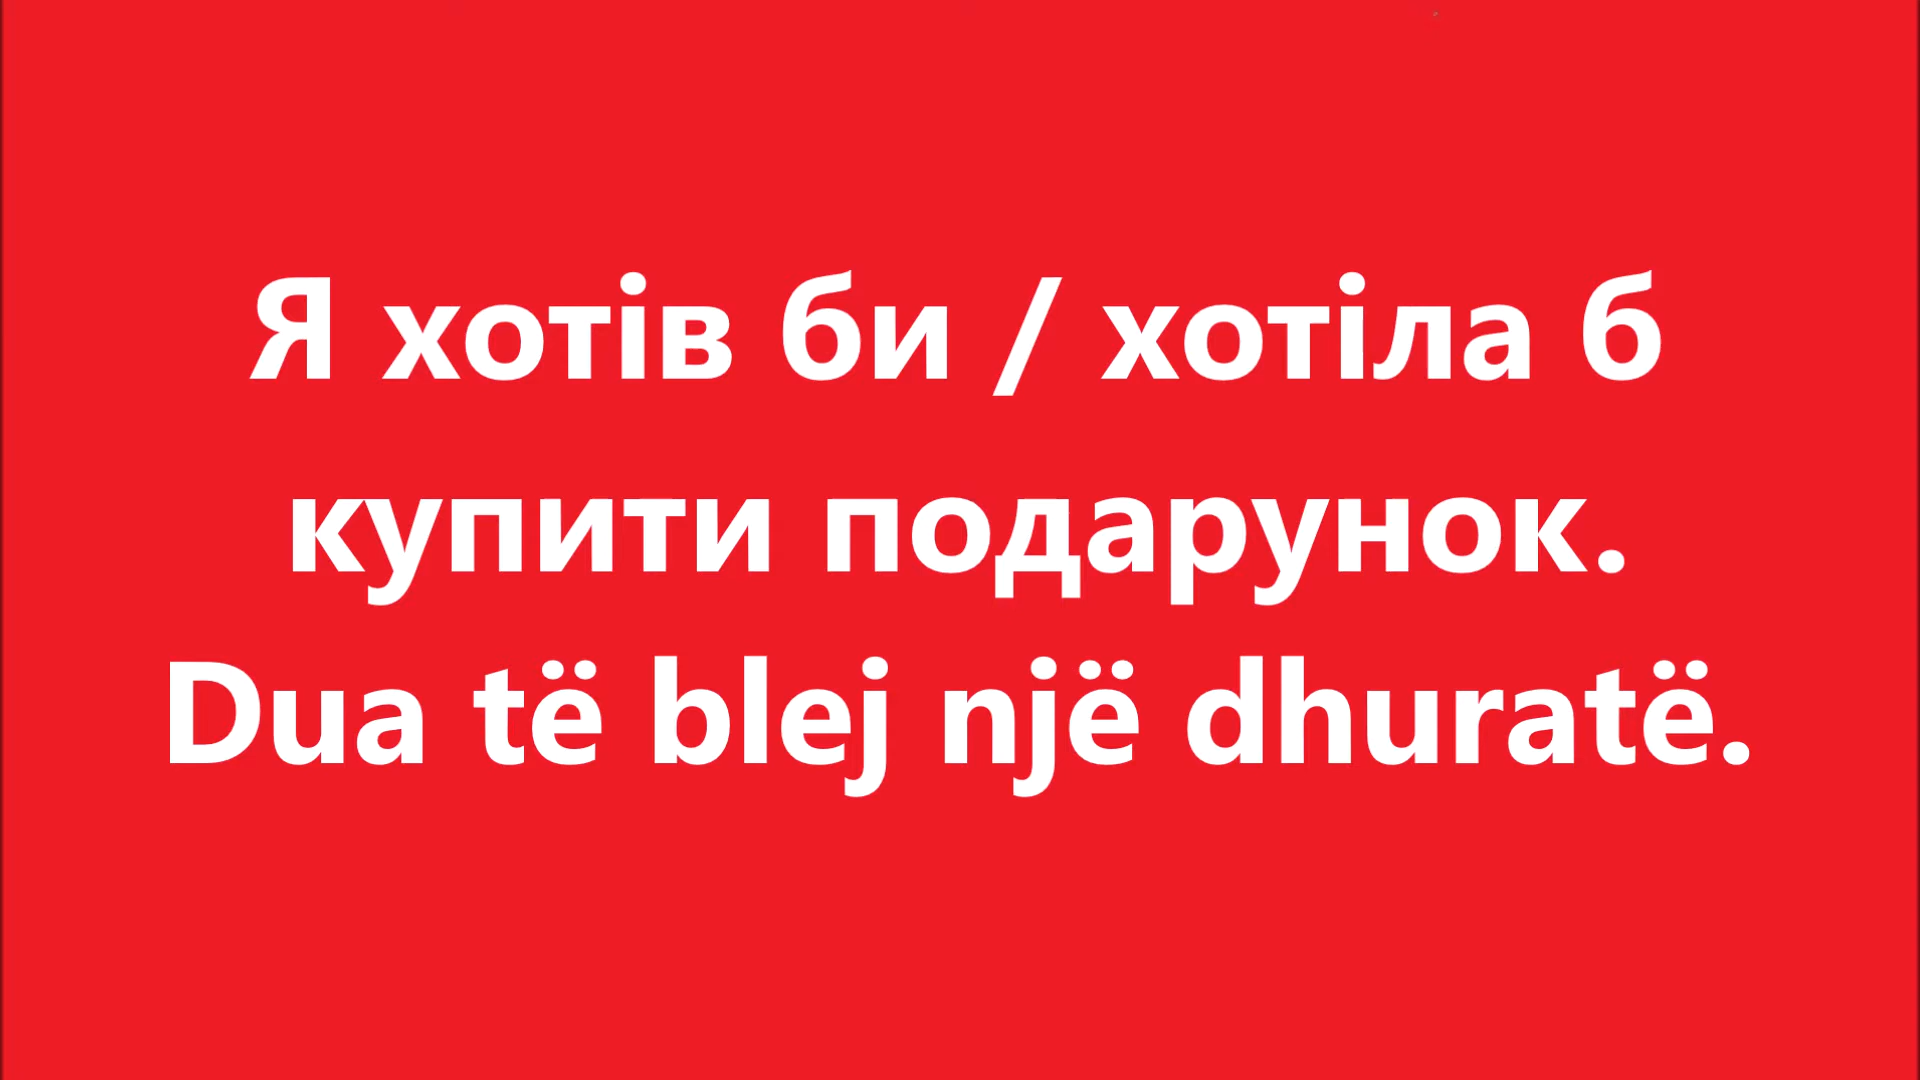 Я хотів би / хотіла б
купити подарунок.
Dua të blej një dhuratë.